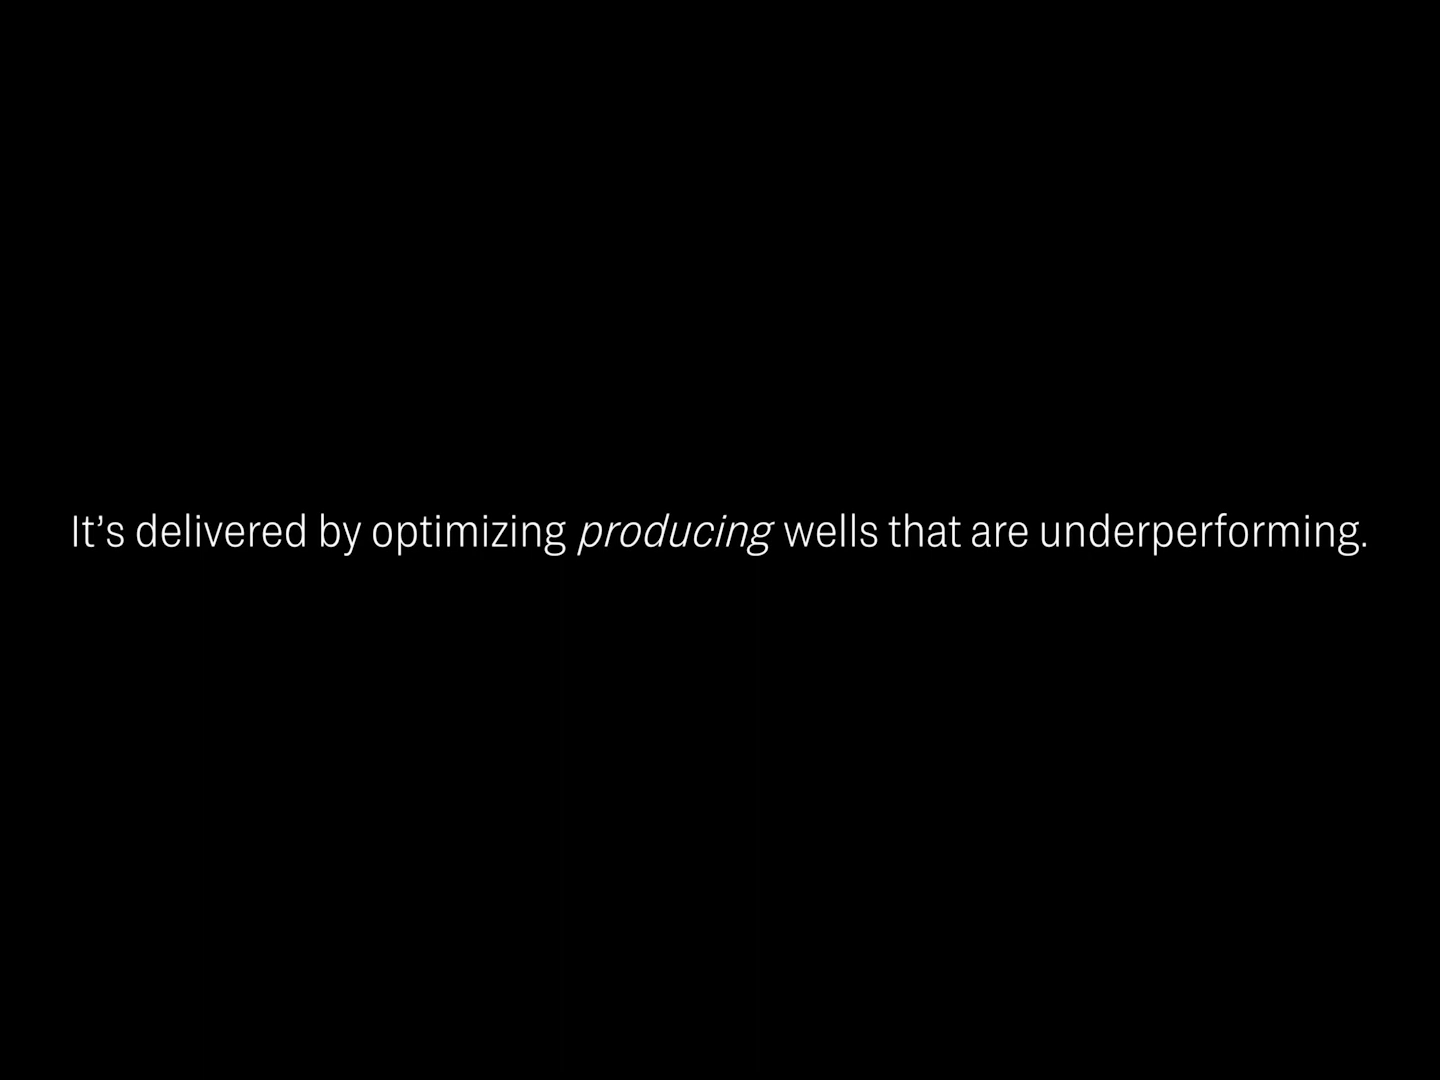 It’s delivered by optimizing producing wells that are underperforming.